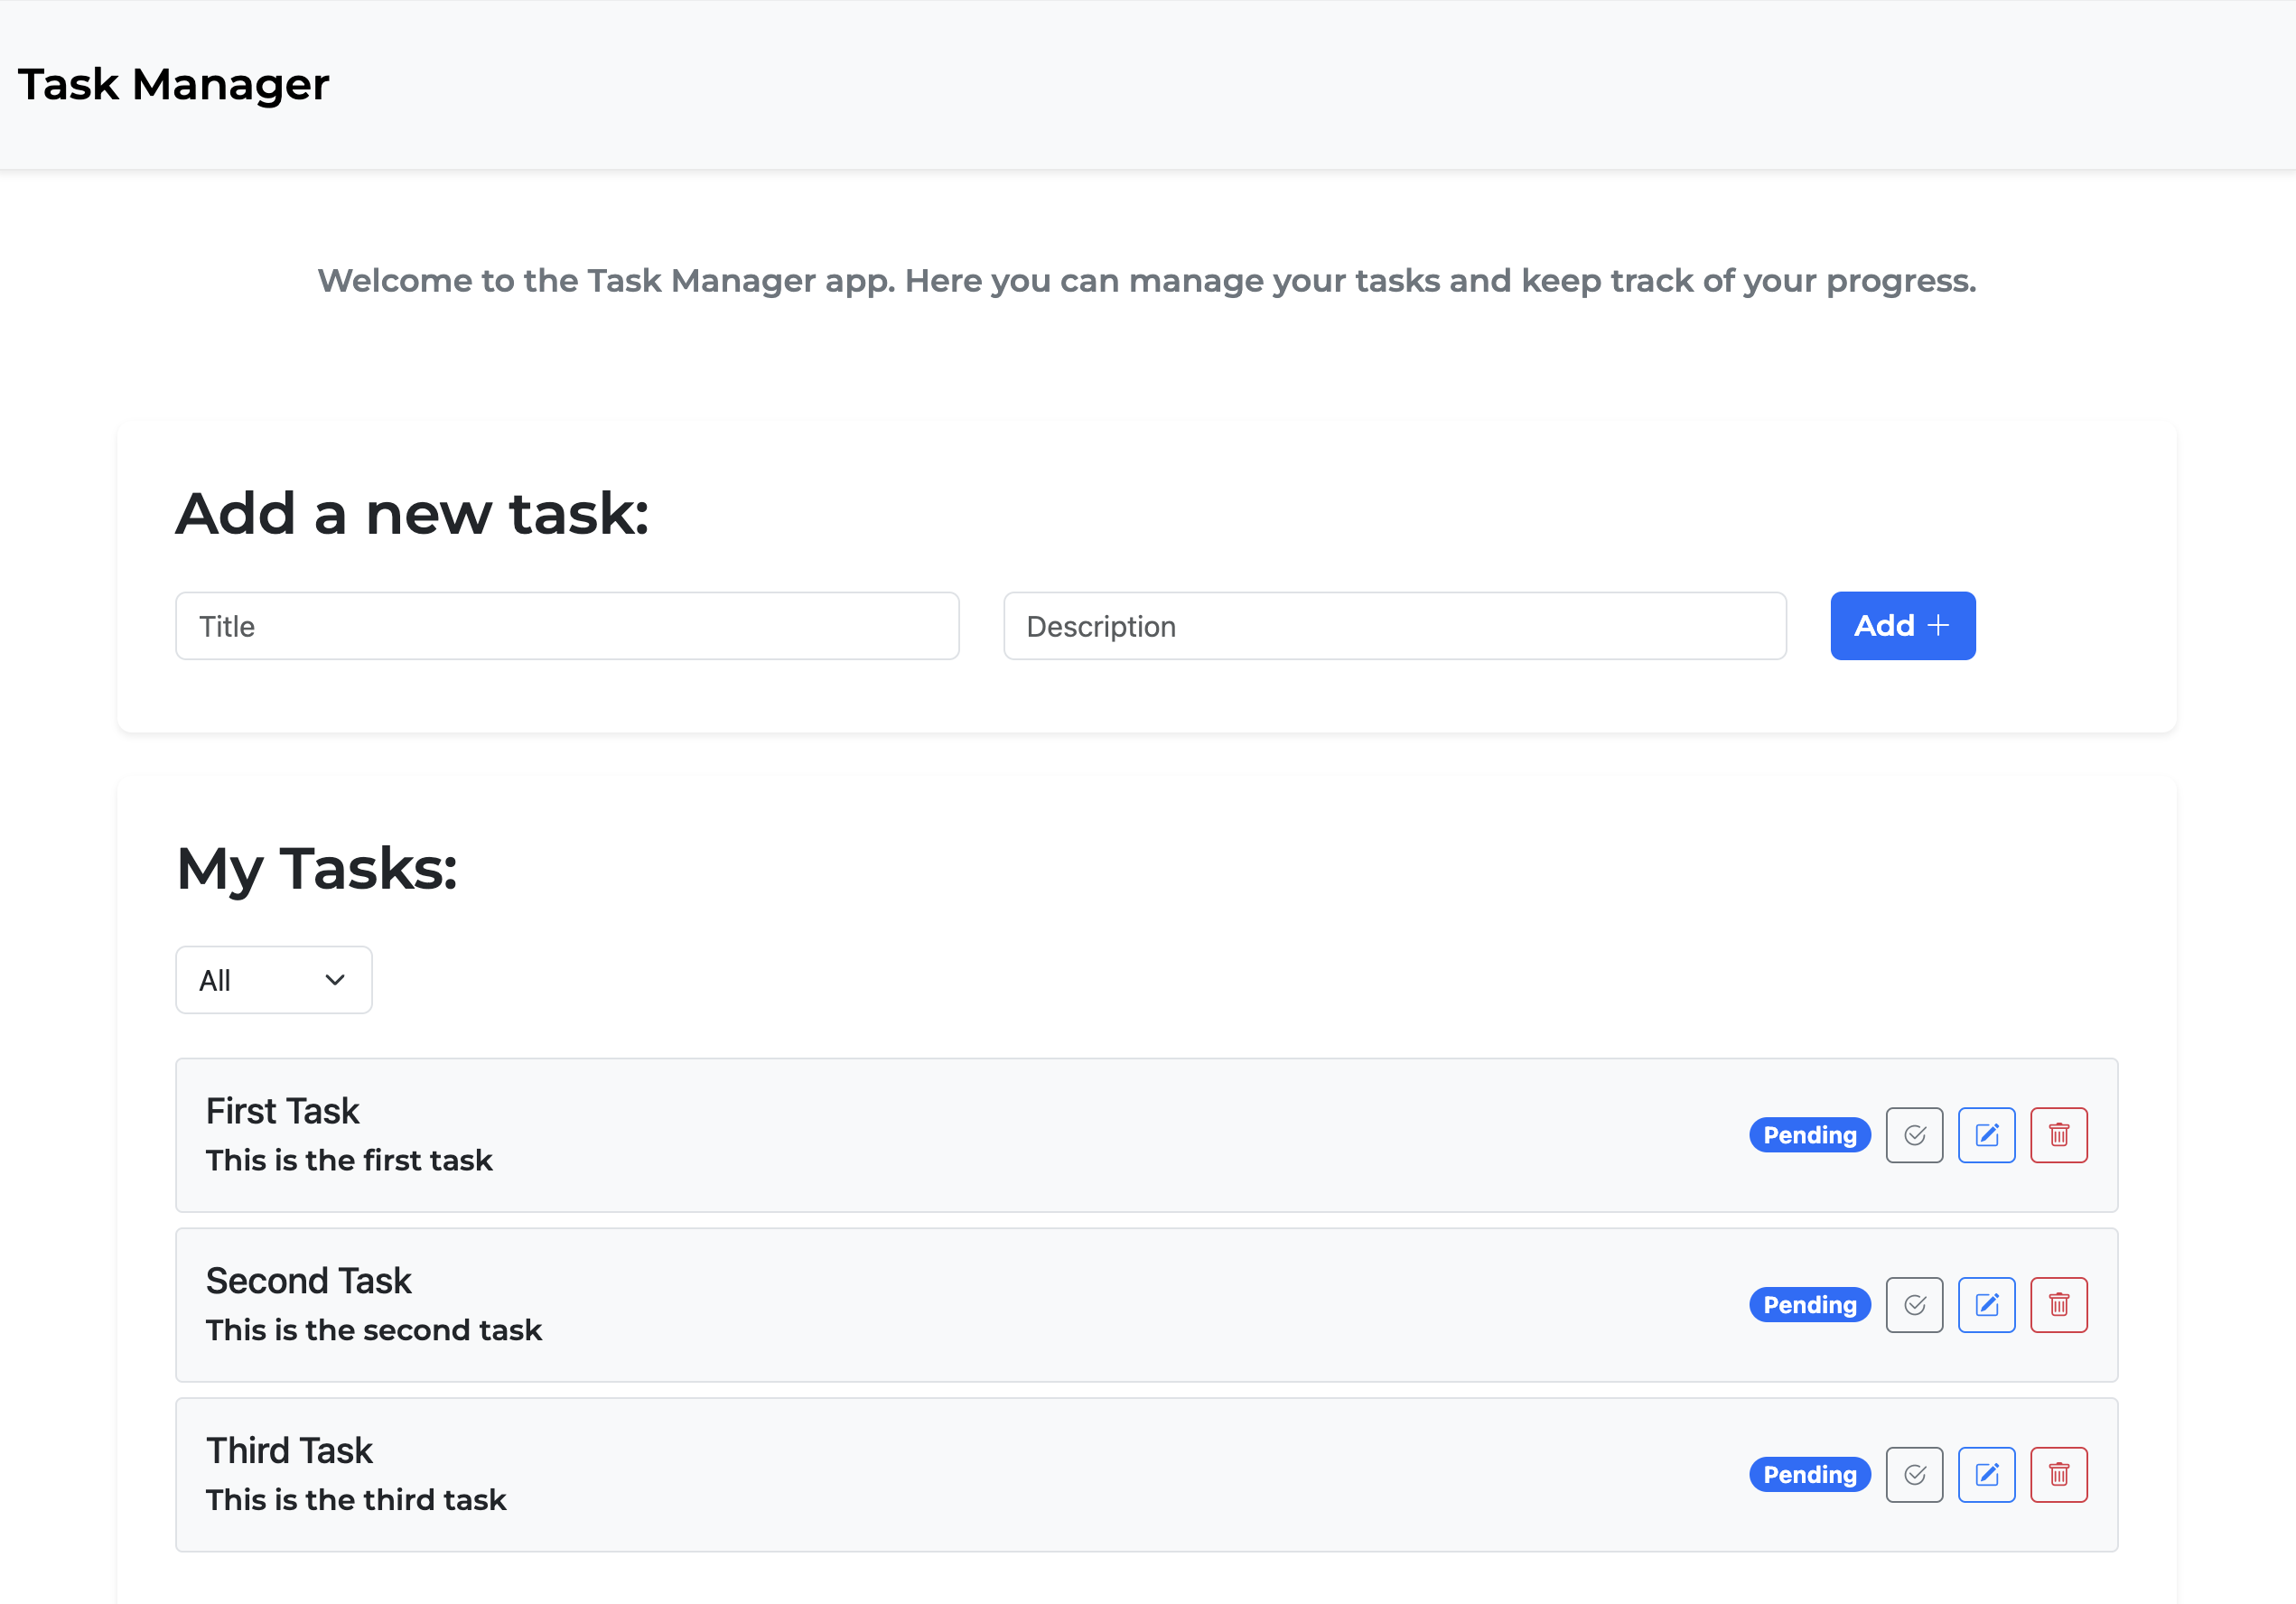 Task Manager
Welcome to the Task Manager app. Here you can manage your tasks and keep track of your progress.
Add a new task:
Title
Description
Add +
My Tasks:
All
First Task
This is the first task
Pending
Second Task
This is the second task
Pending
Third Task
This is the third task
Pending